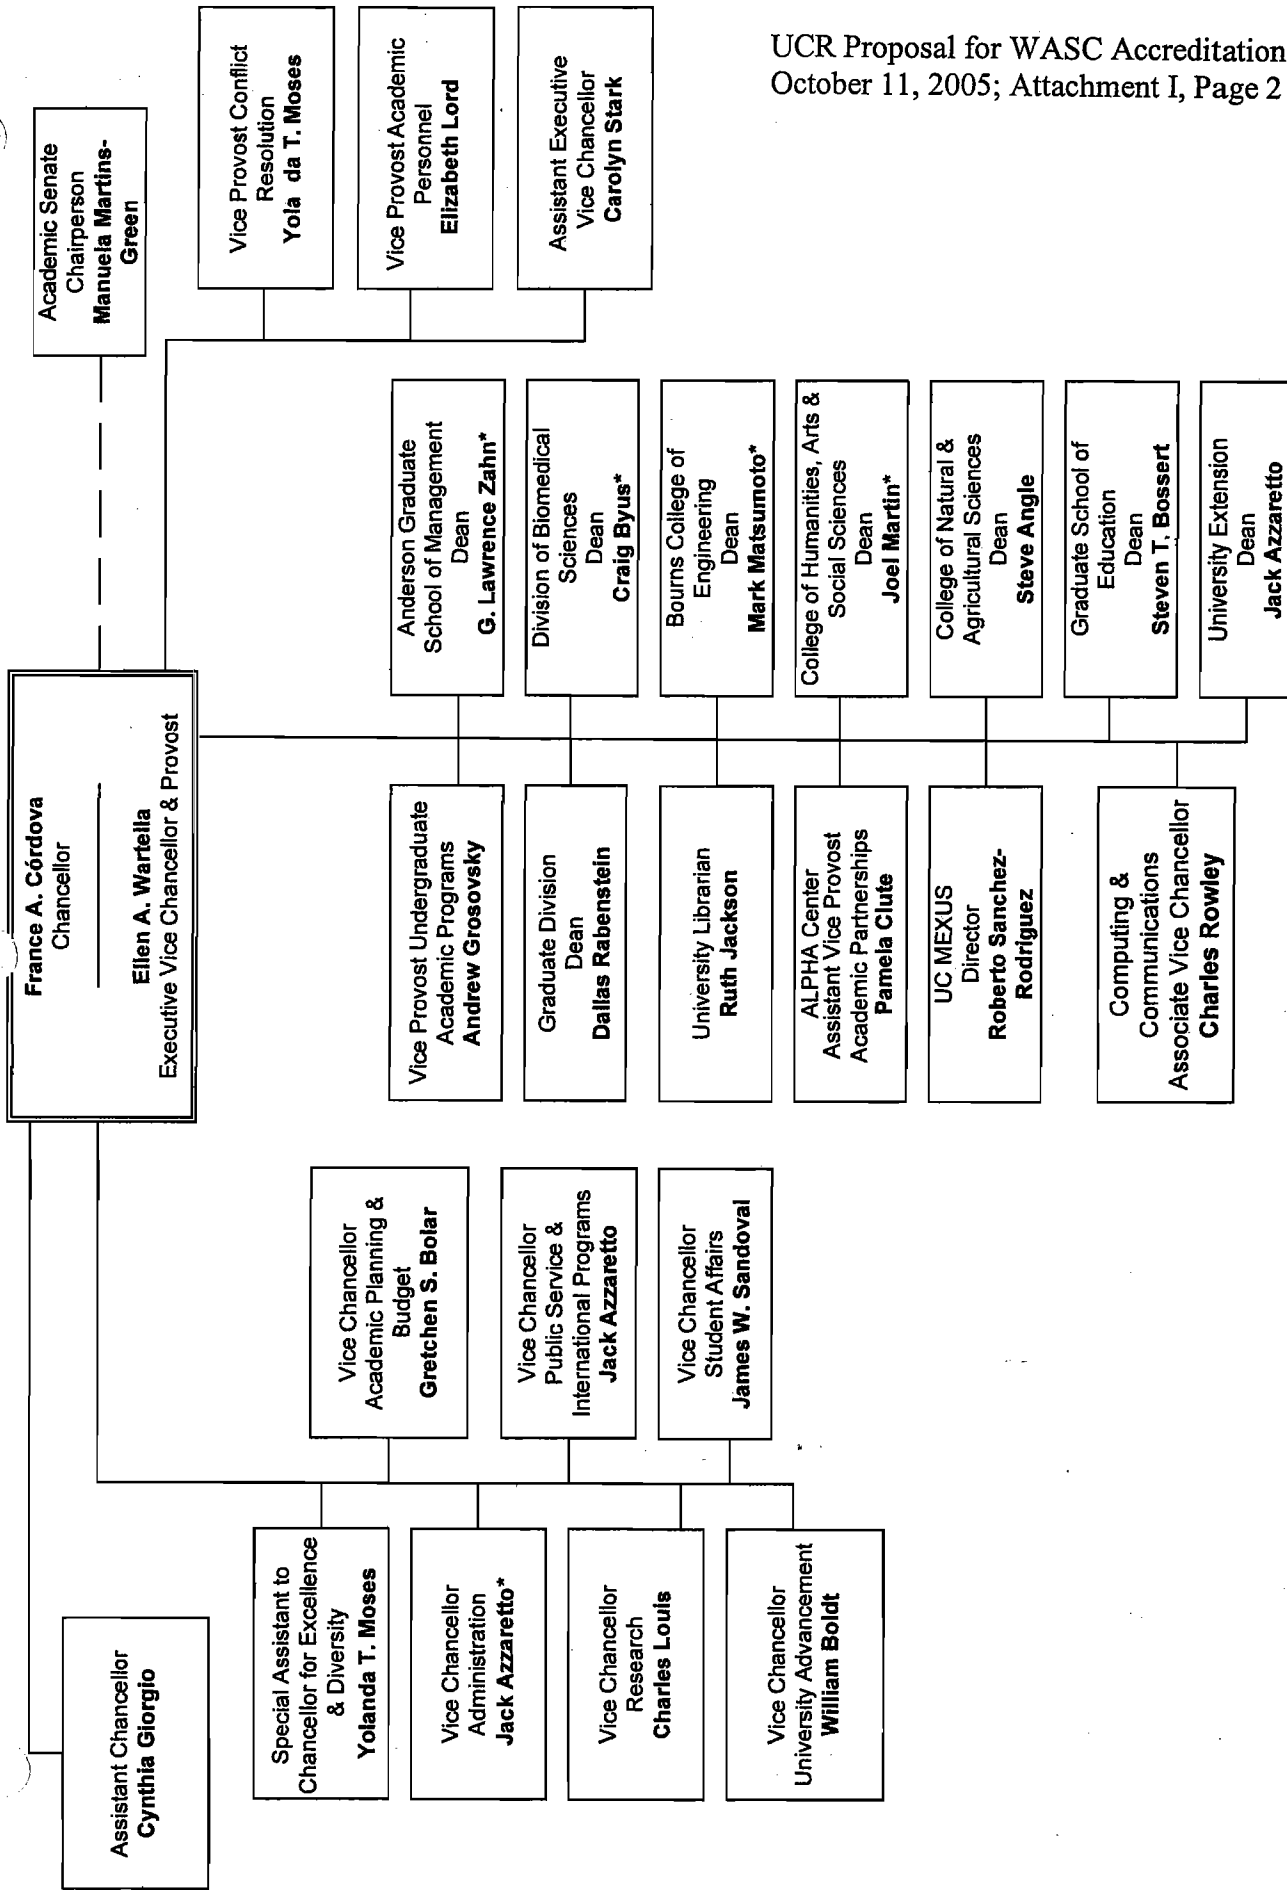 UCR Proposal for WASC Accreditation
October 11, 2005; Attachment I, Page 2
France A. Córdova
Chancellor
Ellen A. Wartella
Executive Vice Chancellor & Provost
Academic Senate
Chairperson
Manuela Martins-
Green
Assistant Chancellor
Cynthia Giorgio
Vice Provost Conflict
Resolution
Yola da T. Moses
Vice Provost Academic
Personnel
Elizabeth Lord
Assistant Executive
Vice Chancellor
Carolyn Stark
Special Assistant to
Chancellor for Excellence
& Diversity
Yolanda T. Moses
Vice Chancellor
Administration
Jack Azzaretto*
Vice Chancellor
Research
Charles Louis
Vice Chancellor
University Advancement
William Boldt
Vice Chancellor
Academic Planning &
Budget
Gretchen S. Bolar
Vice Chancellor
Public Service &
International Programs
Jack Azzaretto
Vice Chancellor
Student Affairs
James W. Sandoval
Vice Provost Undergraduate
Academic Programs
Andrew Grosovsky
Graduate Division
Dean
Dallas Rabenstein
University Librarian
Ruth Jackson
ALPHA Center
Assistant Vice Provost
Academic Partnerships
Pamela Clute
UC MEXUS
Director
Roberto Sanchez-
Rodriguez
Computing &
Communications
Associate Vice Chancellor
Charles Rowley
Anderson Graduate
School of Management
Dean
G. Lawrence Zahn*
Division of Biomedical
Sciences
Dean
Craig Byus*
Bourns College of
Engineering
Dean
Mark Matsumoto*
College of Humanities, Arts &
Social Sciences
Dean
Joel Martin*
College of Natural &
Agricultural Sciences
Dean
Steve Angle
Graduate School of
Education
Dean
Steven T. Bossert
University Extension
Dean
Jack Azzaretto